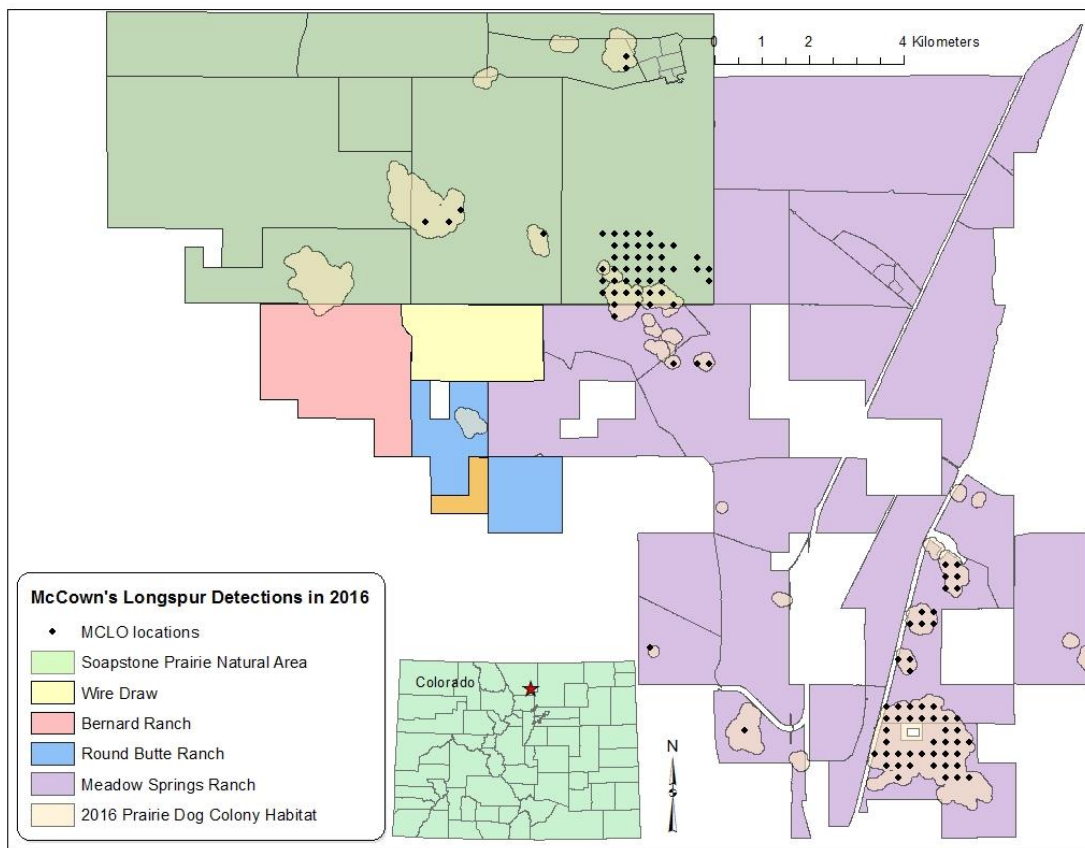 0 1 2 4 Kilometers
McCown's Longspur Detections in 2016
MCLO locations
Soapstone Prairie Natural Area
Wire Draw
Bernard Ranch
Round Butte Ranch
Meadow Springs Ranch
2016 Prairie Dog Colony Habitat
Colorado
N